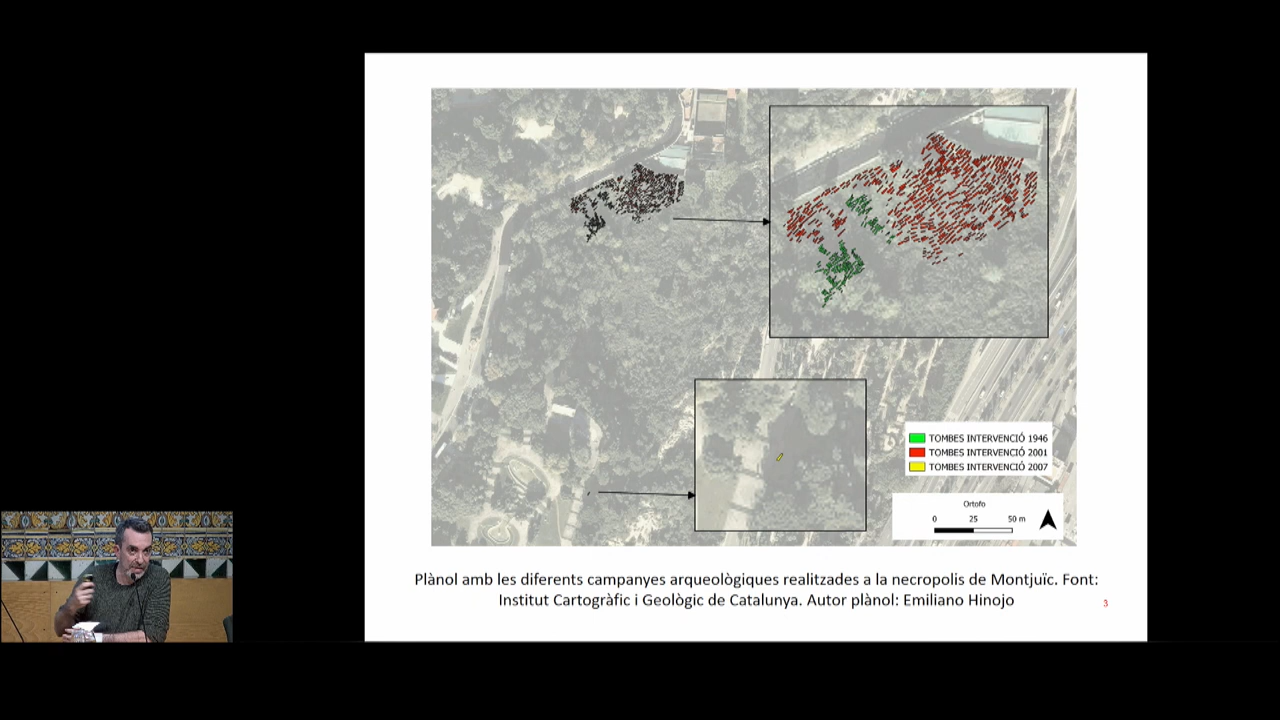 TOMBES INTERVENCIÓ 1946
TOMBES INTERVENCIÓ 2001
TOMBES INTERVENCIÓ 2007
Ortofo
0 25 50 m
Plànol amb les diferents campanyes arqueològiques realitzades a la necropolis de Montjuïc. Font:
Institut Cartogràfic i Geològic de Catalunya. Autor plànol: Emiliano Hinojo
3